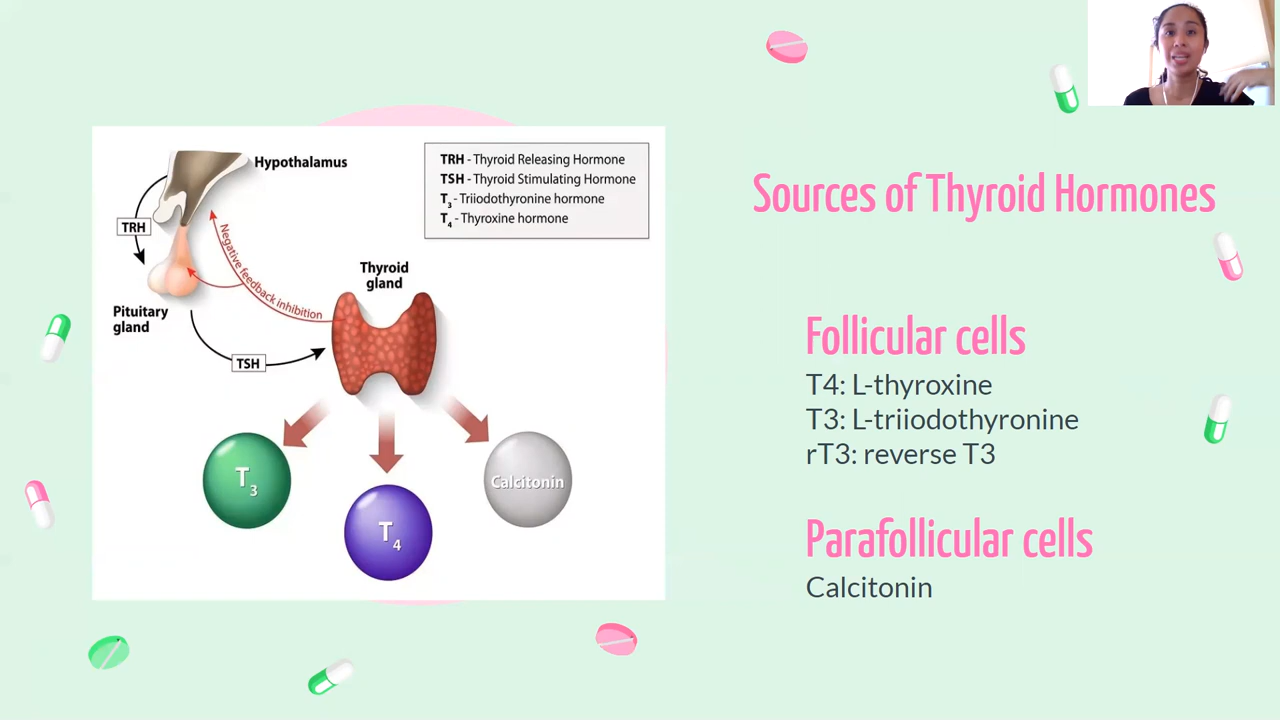 Hypothalamus
TRH - Thyroid Releasing Hormone
TSH - Thyroid Stimulating Hormone
T3 - Triiodothyronine hormone
T4 - Thyroxine hormone
TRH
Negative feedback inhibition
Thyroid
gland
Pituitary
gland
TSH
T3
T4
Calcitonin
Sources of Thyroid Hormones
Follicular cells
T4: L-thyroxine
T3: L-triiodothyronine
rT3: reverse T3
Parafollicular cells
Calcitonin